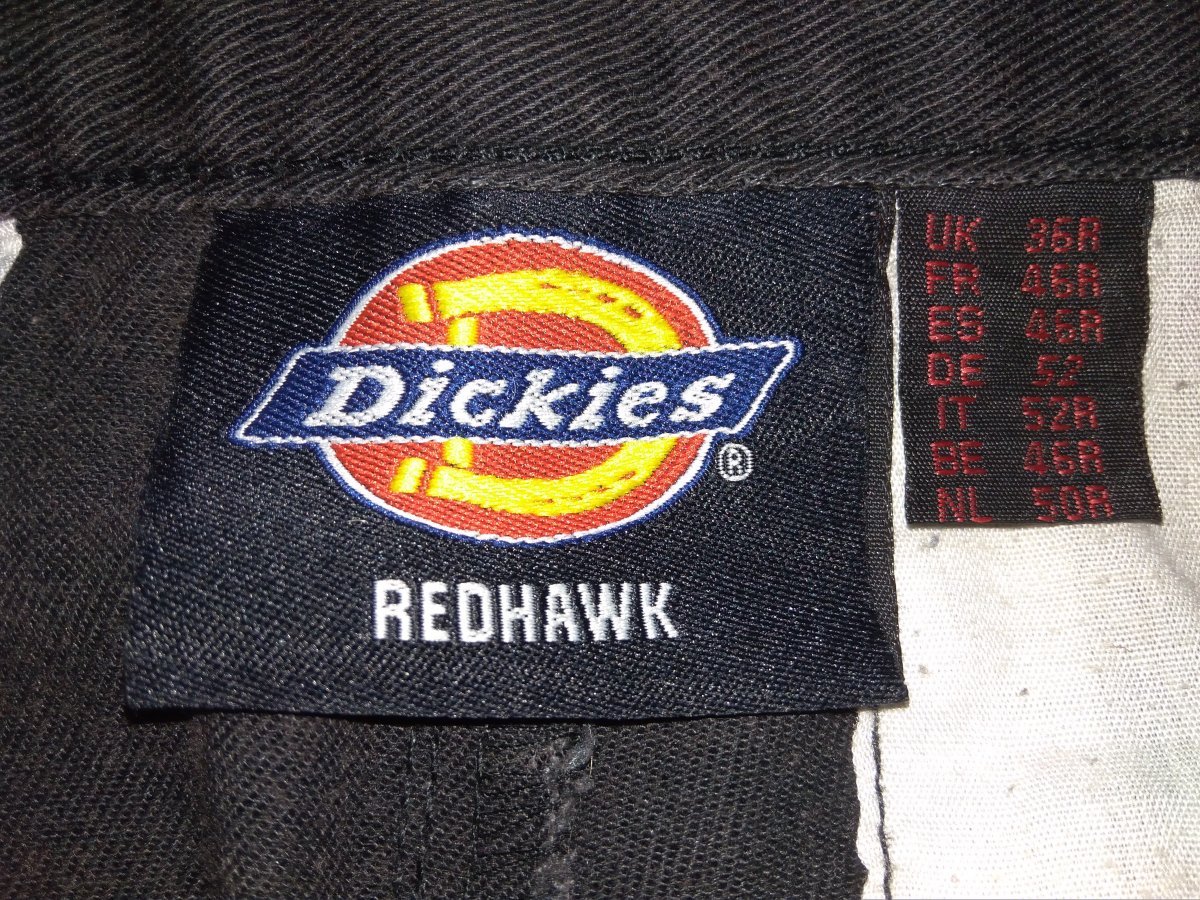 Dickies
®
REDHAWK
UK 36R
FR 46R
ES 46R
DE 52
IT 52R
BE 46R
NL 50R